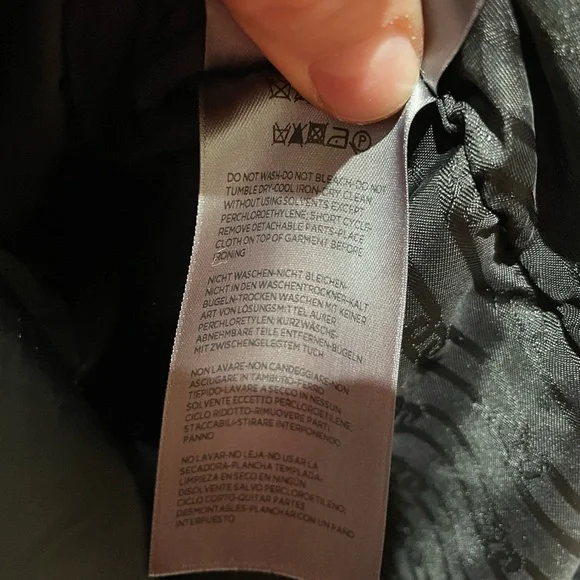 DO NOT WASH-DO NOT BLEACH-DO NOT
TUMBLE DRY-COOL IRON-DRY CLEAN
WITHOUT USING SOLVENTS EXCEPT
PERCHLOROETHYLENE; SHORT CYCLE-
REMOVE DETACHABLE PARTS-PLACE
CLOTH ON TOP OF GARMENT BEFORE
IRONING
NICHT WASCHEN-NICHT BLEICHEN-
NICHT IN DEN WASCHENTROCKNER-KALT
BUGELN-TROCKEN WASCHEN MIT KEINER
ART VON LOSUNGSMITTEL AUßER
PERCHLORETYLEN; KURZWÄSCHE,
ABNEHMBARE TEILE ENTFERNEN-BUGELN
MIT ZWISCHENGELEGTEM TUCH
NON LAVARE-NON CANDEGGIARE-NON
ASCIUGARE IN TAMBURO-FERRO
TIEPIDO-LAVARE A SECCO IN NESSUN
SOLVENTE ECCETTO PERCLOROETILENE;
CICLO RIDOTTO-RIMUOVERE PARTI
STACCABILI-STIRARE INTERPONENDO
PANNO
NO LAVAR-NO LEJA-NO USAR LA
SECADORA-PLANCHA TEMPLADA-
LIMPIEZA EN SECO EN NINGÚN
DISOLVENTE SALVO PERCLOROETILENO,
CICLO CORTO-QUITAR PARTES
DESMONTABLES-PLANCHAR CON UN PAÑO
INTERPUESTO